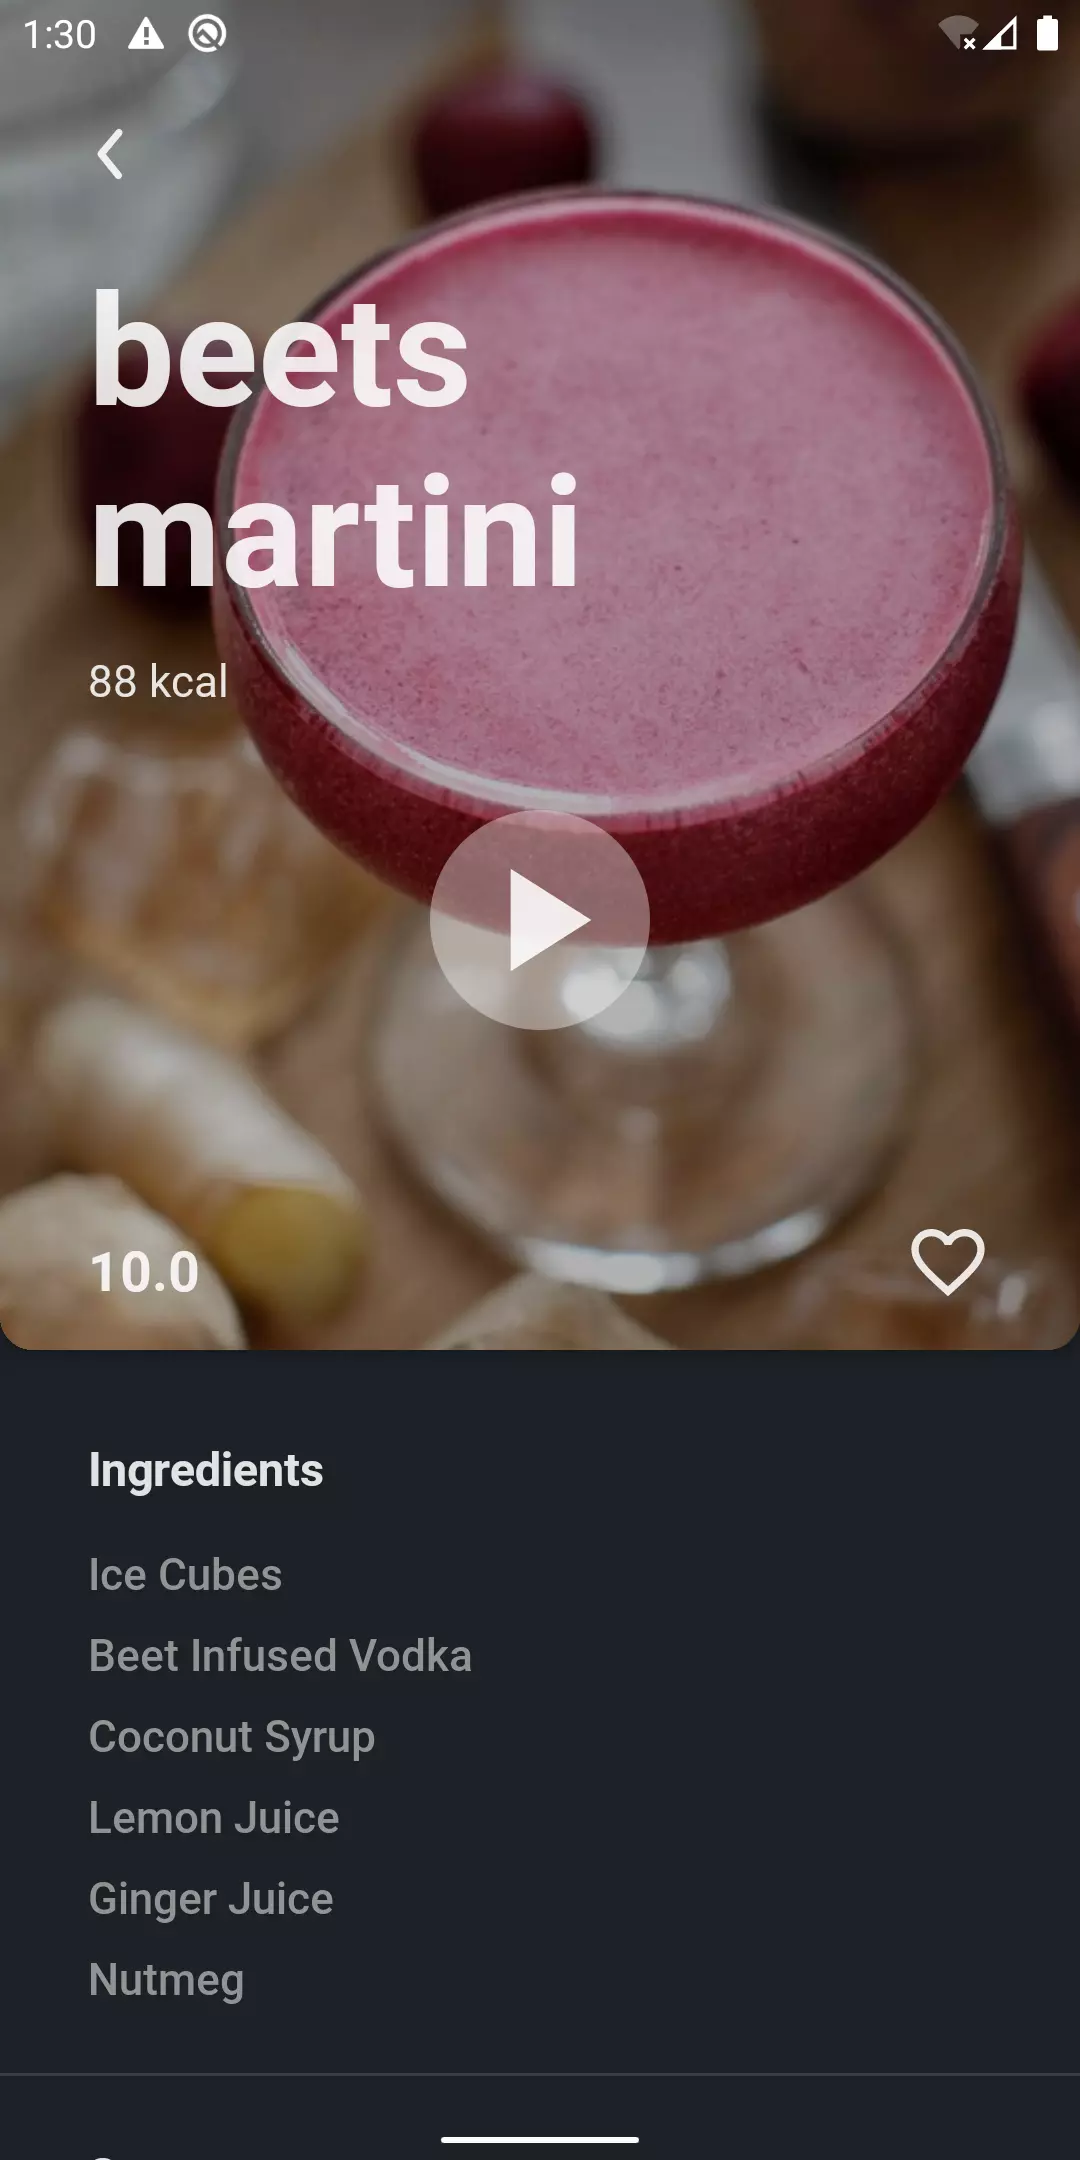 1:30
beets
martini
88 kcal
10.0
Ingredients
Ice Cubes
Beet Infused Vodka
Coconut Syrup
Lemon Juice
Ginger Juice
Nutmeg